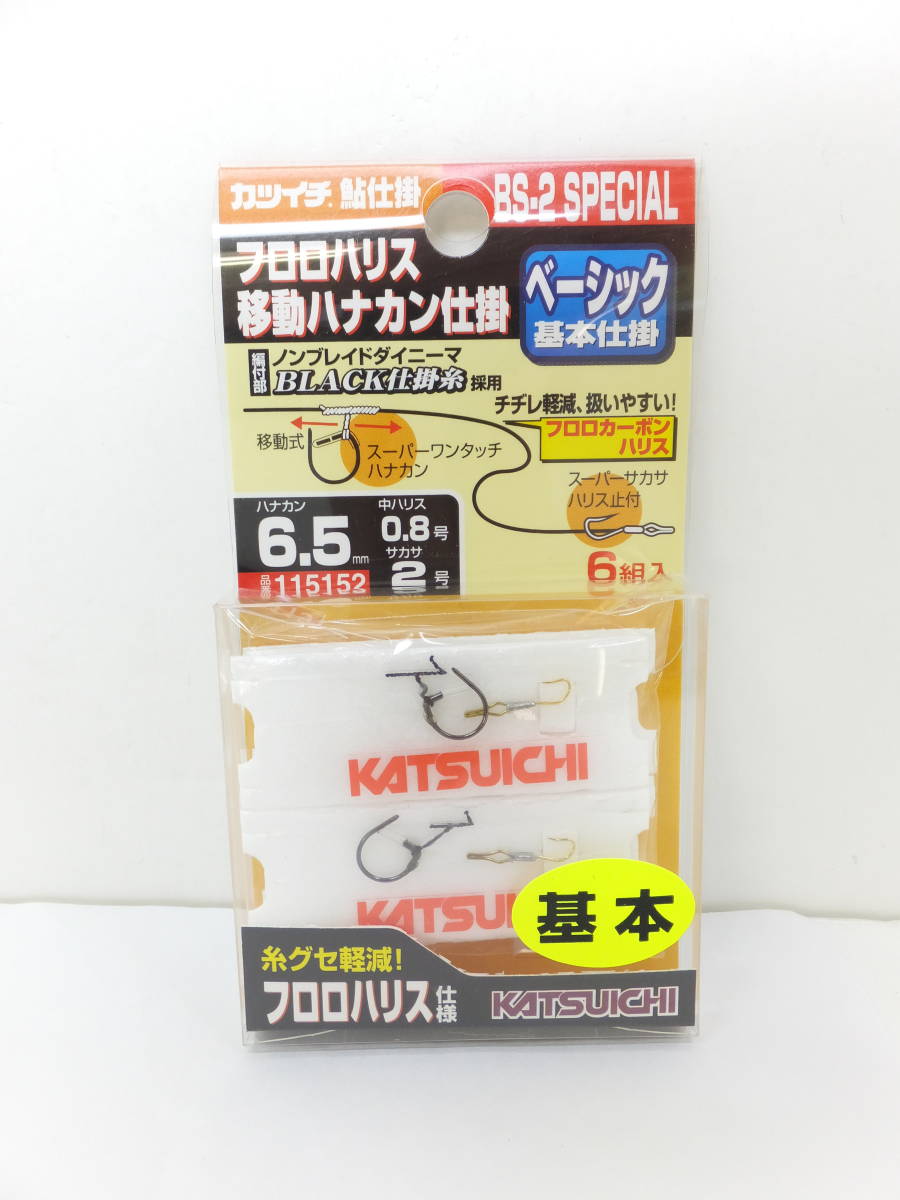 カツイチ. 鮎仕掛
BS-2 SPECIAL
フロロハリス
移動ハナカン仕掛
ベーシック
基本仕掛
編付部
ノンブレイドダイニーマ
BLACK仕掛糸 採用
チヂレ軽減、扱いやすい!
フロロカーボン
ハリス
移動式
スーパーワンタッチ
ハナカン
スーパーサカサ
ハリス止付
ハナカン
6.5mm
中ハリス
0.8号
サカサ
2号
品番 115152
6組入
KATSUICHI
KATSUICHI
基本
糸グセ軽減!
フロロハリス仕様
KATSUICHI